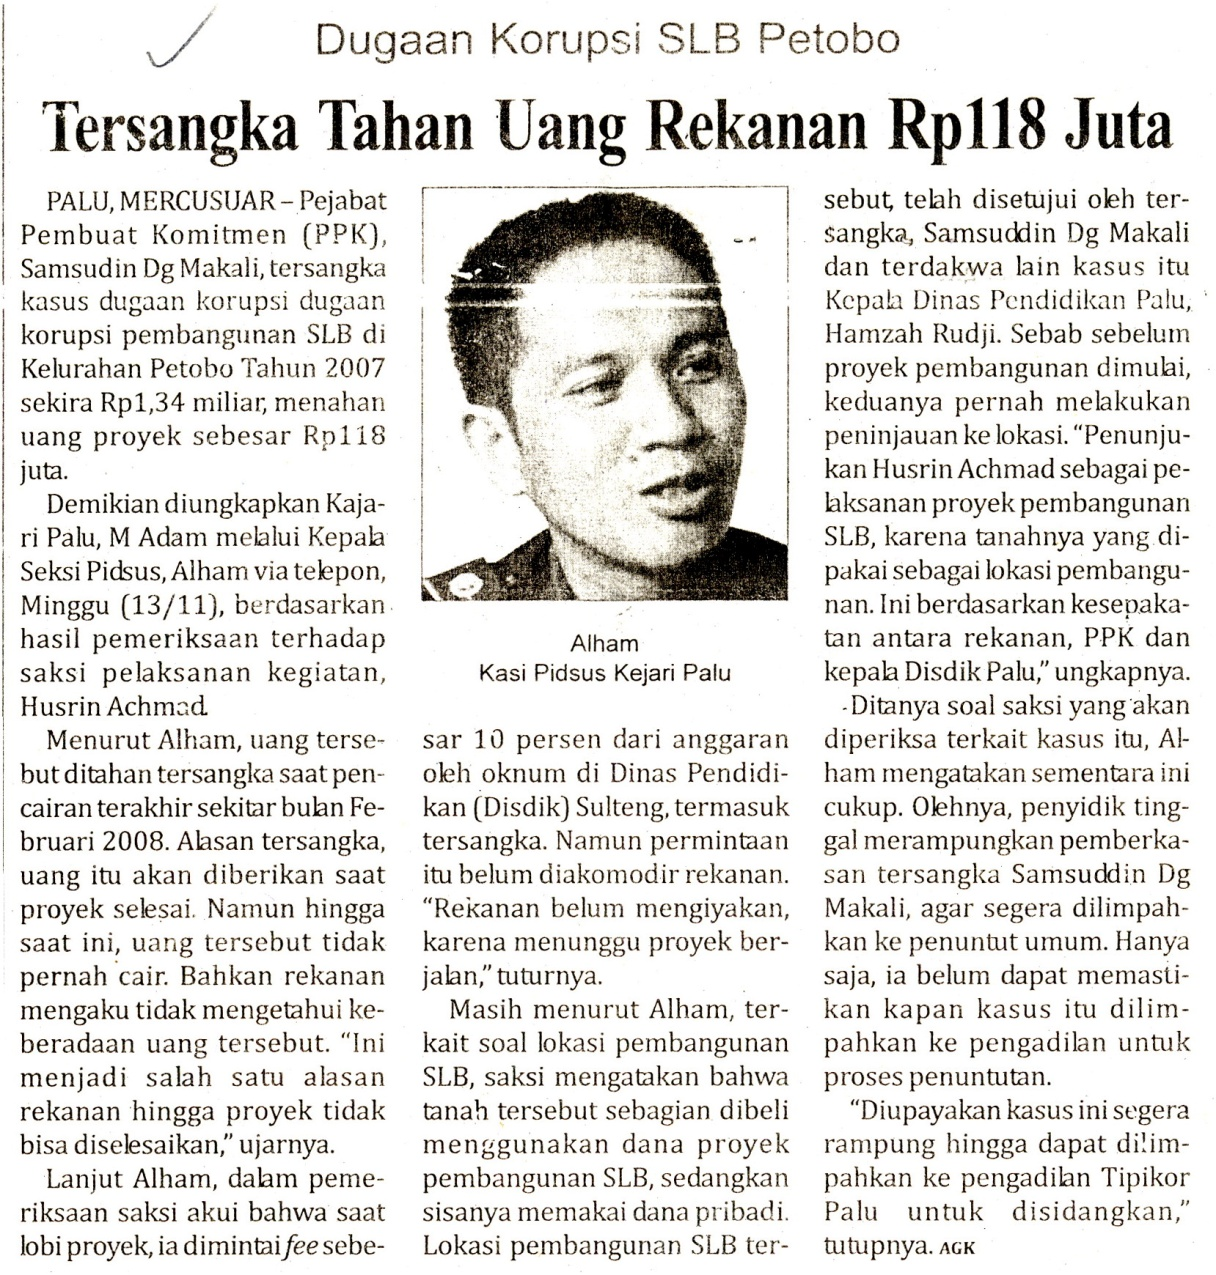 Dugaan Korupsi SLB Petobo
Tersangka Tahan Uang Rekanan Rp118 Juta
PALU, MERCUSUAR – Pejabat
Pembuat Komitmen (PPK),
Samsudin Dg Makali, tersangka
kasus dugaan korupsi dugaan
korupsi pembangunan SLB di
Kelurahan Petobo Tahun 2007
sekira Rp1,34 miliar, menahan
uang proyek sebesar Rp118
juta.
Demikian diungkapkan Kaja-
ri Palu, M Adam melalui Kepala
Seksi Pidsus, Alham via telepon,
Minggu (13/11), berdasarkan
hasil pemeriksaan terhadap
saksi pelaksanan kegiatan,
Husrin Achmad.
Menurut Alham, uang terse-
but ditahan tersangka saat pen-
cairan terakhir sekitar bulan Fe-
bruari 2008. Alasan tersangka,
uang itu akan diberikan saat
proyek selesai. Namun hingga
saat ini, uang tersebut tidak
pernah cair. Bahkan rekanan
mengaku tidak mengetahui ke-
beradaan uang tersebut. “Ini
menjadi salah satu alasan
rekanan hingga proyek tidak
bisa diselesaikan,” ujarnya.
Lanjut Alham, dalam peme-
riksaan saksi akui bahwa saat
lobi proyek, ia dimintai fee sebe-
Alham
Kasi Pidsus Kejari Palu
sar 10 persen dari anggaran
oleh oknum di Dinas Pendidi-
kan (Disdik) Sulteng, termasuk
tersangka. Namun permintaan
itu belum diakomodir rekanan.
“Rekanan belum mengiyakan,
karena menunggu proyek ber-
jalan,” tuturnya.
Masih menurut Alham, ter-
kait soal lokasi pembangunan
SLB, saksi mengatakan bahwa
tanah tersebut sebagian dibeli
menggunakan dana proyek
pembangunan SLB, sedangkan
sisanya memakai dana pribadi.
Lokasi pembangunan SLB ter-
sebut, telah disetujui oleh ter-
sangka, Samsuddin Dg Makali
dan terdakwa lain kasus itu
Kepala Dinas Pendidikan Palu,
Hamzah Rudji. Sebab sebelum
proyek pembangunan dimulai,
keduanya pernah melakukan
peninjauan ke lokasi. “Penunju-
kan Husrin Achmad sebagai pe-
laksanan proyek pembangunan
SLB, karena tanahnya yang di-
pakai sebagai lokasi pembangu-
nan. Ini berdasarkan kesepaka-
tan antara rekanan, PPK dan
kepala Disdik Palu,” ungkapnya.
Ditanya soal saksi yang akan
diperiksa terkait kasus itu, Al-
ham mengatakan sementara ini
cukup. Olehnya, penyidik ting-
gal merampungkan pemberka-
san tersangka Samsuddin Dg
Makali, agar segera dilimpah-
kan ke penuntut umum. Hanya
saja, ia belum dapat memasti-
kan kapan kasus itu dilim-
pahkan ke pengadilan untuk
proses penuntutan.
“Diupayakan kasus ini segera
rampung hingga dapat dilim-
pahkan ke pengadilan Tipikor
Palu untuk disidangkan,”
tutupnya. AGK